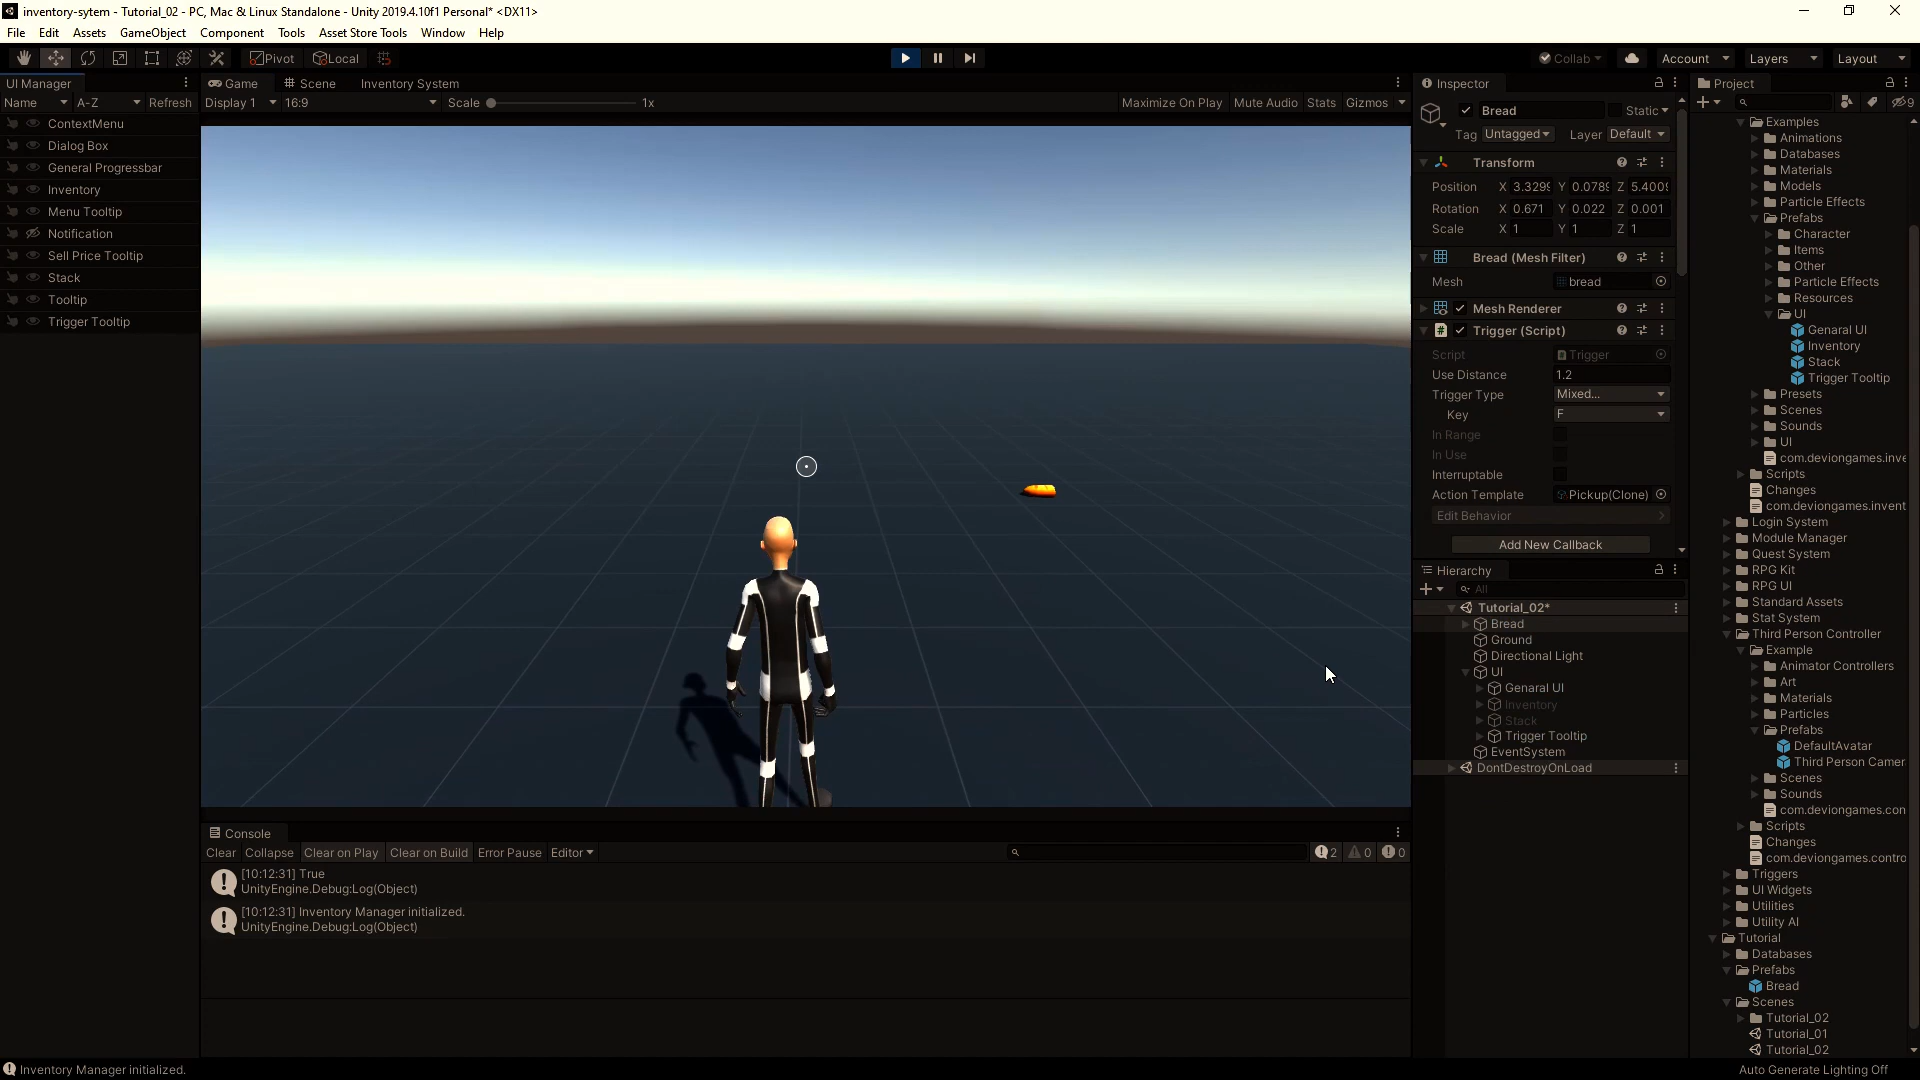 inventory-sytem - Tutorial_02 - PC, Mac & Linux Standalone - Unity 2019.4.10f1 Personal* <DX11>
File Edit Assets GameObject Component Tools Asset Store Tools Window Help
Pivot Local Collab Account Layers Layout
UI Manager
Name A-Z Refresh
ContextMenu
Dialog Box
General Progressbar
Inventory
Menu Tooltip
Notification
Sell Price Tooltip
Stack
Tooltip
Trigger Tooltip
Game Scene Inventory System
Display 1 16:9 Scale 1x Maximize On Play Mute Audio Stats Gizmos
Console
Clear Collapse Clear on Play Clear on Build Error Pause Editor 2 0 0
[10:12:31] True
UnityEngine.Debug:Log(Object)
[10:12:31] Inventory Manager initialized.
UnityEngine.Debug:Log(Object)
Inspector
Bread Static
Tag Untagged Layer Default
Transform
Position X 3.3299 Y 0.0789 Z 5.4009
Rotation X 0.671 Y 0.022 Z 0.001
Scale X 1 Y 1 Z 1
Bread (Mesh Filter)
Mesh bread
Mesh Renderer
# Trigger (Script)
Script Trigger
Use Distance 1.2
Trigger Type Mixed...
Key F
In Range
In Use
Interruptable
Action Template Pickup(Clone)
Edit Behavior
Add New Callback
Hierarchy
All
Tutorial_02*
Bread
Ground
Directional Light
UI
Genaral UI
Inventory
Stack
Trigger Tooltip
EventSystem
DontDestroyOnLoad
Project
9
Examples
Animations
Databases
Materials
Models
Particle Effects
Prefabs
Character
Items
Other
Particle Effects
Resources
UI
Genaral UI
Inventory
Stack
Trigger Tooltip
Presets
Scenes
Sounds
UI
com.deviongames.inve
Scripts
Changes
com.deviongames.invent
Login System
Module Manager
Quest System
RPG Kit
RPG UI
Standard Assets
Stat System
Third Person Controller
Example
Animator Controllers
Art
Materials
Particles
Prefabs
DefaultAvatar
Third Person Camer
Scenes
Sounds
com.deviongames.con
Scripts
Changes
com.deviongames.contro
Triggers
UI Widgets
Utilities
Utility AI
Tutorial
Databases
Prefabs
Bread
Scenes
Tutorial_02
Tutorial_01
Tutorial_02
Inventory Manager initialized. Auto Generate Lighting Off